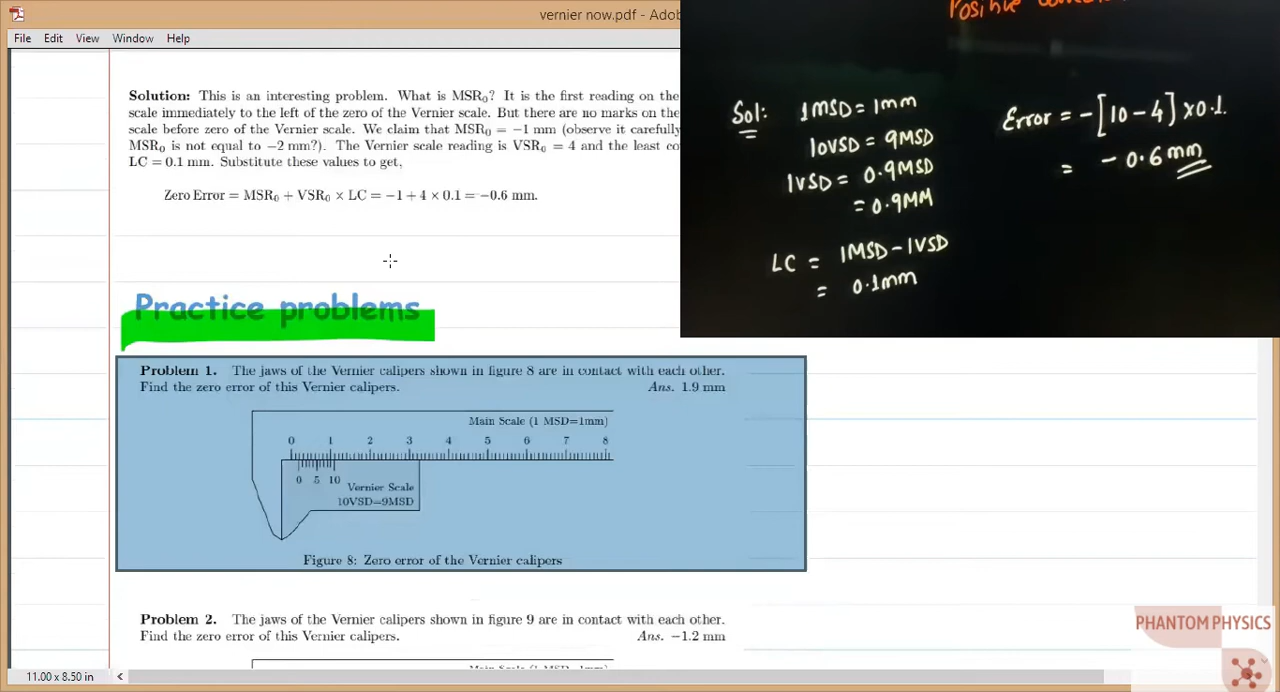 vernier now.pdf - Adob
File Edit View Window Help
Solution: This is an interesting problem. What is MSR₀? It is the first reading on the
scale immediately to the left of the zero of the Vernier scale. But there are no marks on the
scale before zero of the Vernier scale. We claim that MSR₀ = −1 mm (observe it carefully
MSR₀ is not equal to −2 mm?). The Vernier scale reading is VSR₀ = 4 and the least co
LC = 0.1 mm. Substitute these values to get,
Zero Error = MSR₀ + VSR₀ × LC = −1 + 4 × 0.1 = −0.6 mm.
Posible
Sol: 1MSD = 1mm
10VSD = 9MSD
1VSD = 0.9MSD
= 0.9MM
LC = 1MSD - 1VSD
= 0.1mm
Error = -[10-4]×0.1.
= -0.6mm
Practice problems
Problem 1. The jaws of the Vernier calipers shown in figure 8 are in contact with each other.
Find the zero error of this Vernier calipers. Ans. 1.9 mm
Main Scale (1 MSD=1mm)
0 1 2 3 4 5 6 7 8
0 5 10
Vernier Scale
10VSD=9MSD
Figure 8: Zero error of the Vernier calipers
Problem 2. The jaws of the Vernier calipers shown in figure 9 are in contact with each other.
Find the zero error of this Vernier calipers. Ans. −1.2 mm
PHANTOM PHYSICS
11.00 x 8.50 in